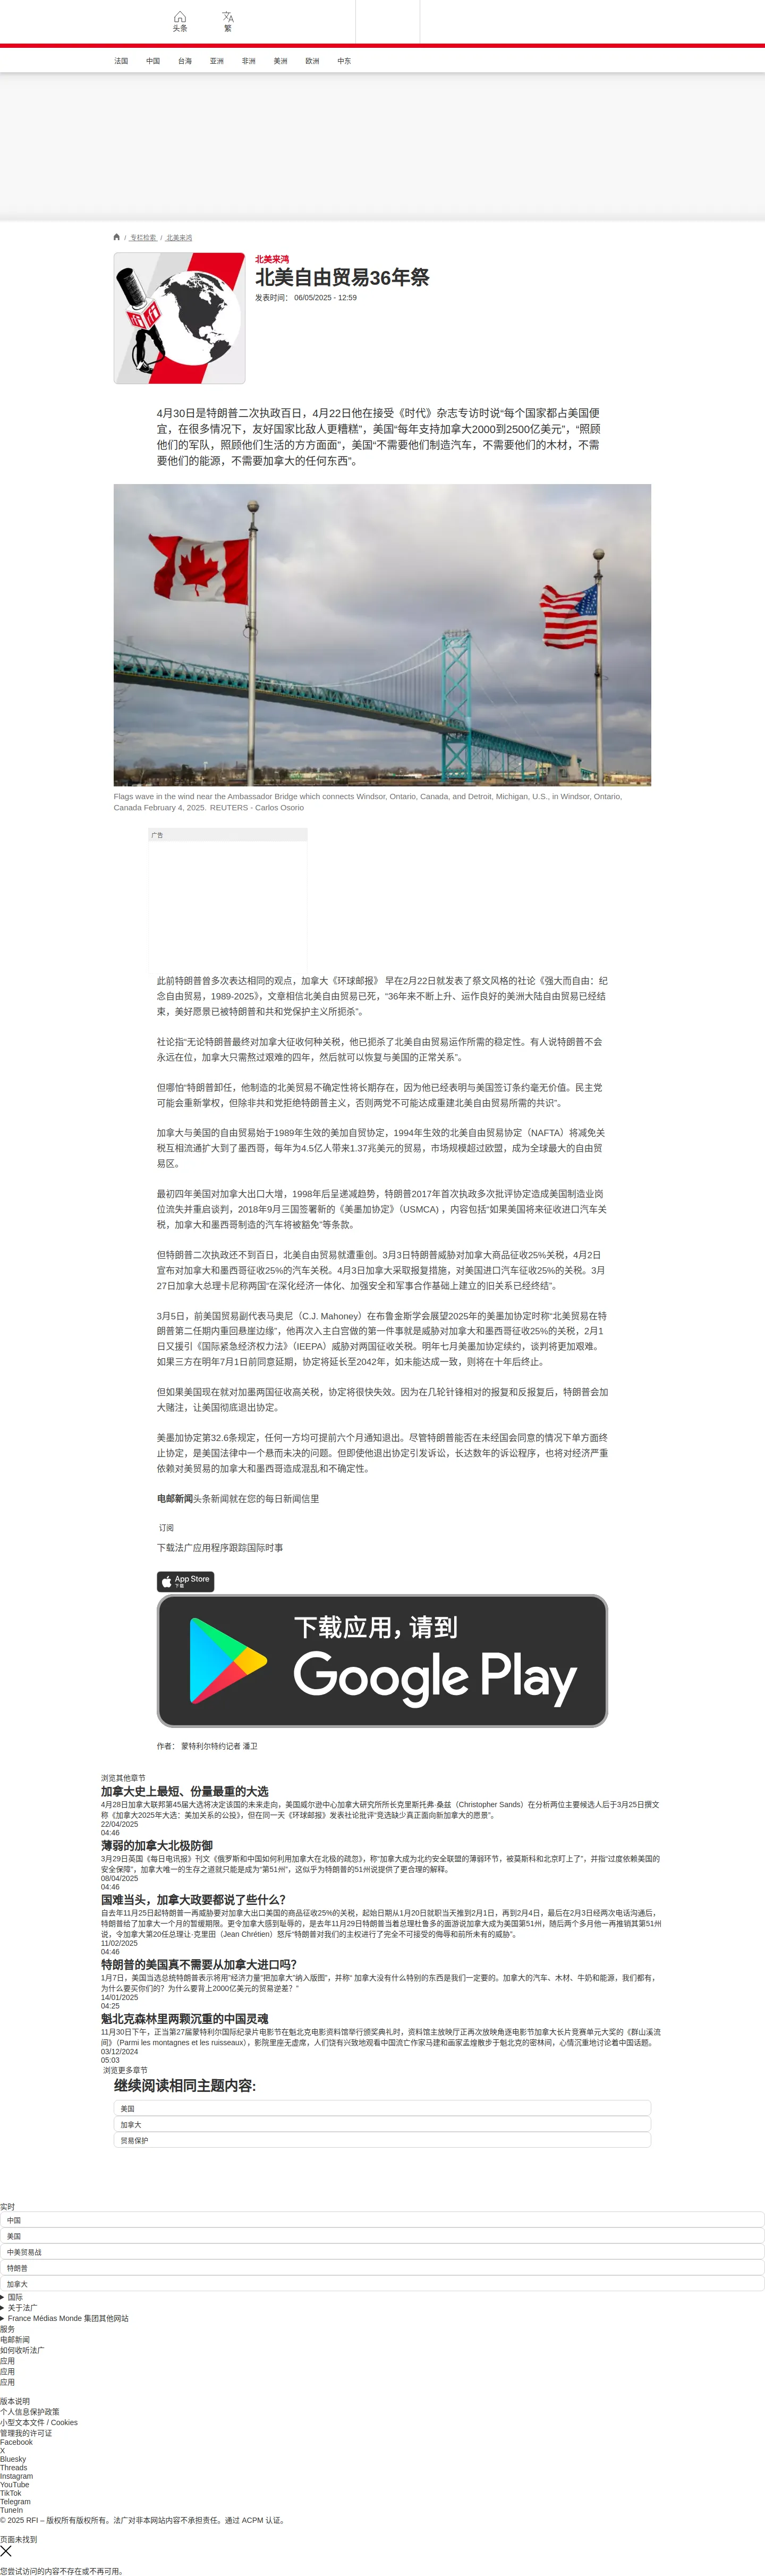 头条
繁
法国 中国 台海 亚洲 非洲 美洲 欧洲 中东
/ 专栏检索 / 北美来鸿
北美来鸿
北美自由贸易36年祭
发表时间： 06/05/2025 - 12:59
rfi
4月30日是特朗普二次执政百日，4月22日他在接受《时代》杂志专访时说“每个国家都占美国便
宜，在很多情况下，友好国家比敌人更糟糕”，美国“每年支持加拿大2000到2500亿美元”，“照顾
他们的军队，照顾他们生活的方方面面”，美国“不需要他们制造汽车，不需要他们的木材，不需
要他们的能源，不需要加拿大的任何东西”。
Flags wave in the wind near the Ambassador Bridge which connects Windsor, Ontario, Canada, and Detroit, Michigan, U.S., in Windsor, Ontario,
Canada February 4, 2025. REUTERS - Carlos Osorio
广告
此前特朗普曾多次表达相同的观点，加拿大《环球邮报》 早在2月22日就发表了祭文风格的社论《强大而自由：纪
念自由贸易，1989-2025》，文章相信北美自由贸易已死，“36年来不断上升、运作良好的美洲大陆自由贸易已经结
束，美好愿景已被特朗普和共和党保护主义所扼杀”。
社论指“无论特朗普最终对加拿大征收何种关税，他已扼杀了北美自由贸易运作所需的稳定性。有人说特朗普不会
永远在位，加拿大只需熬过艰难的四年，然后就可以恢复与美国的正常关系”。
但哪怕“特朗普卸任，他制造的北美贸易不确定性将长期存在，因为他已经表明与美国签订条约毫无价值。民主党
可能会重新掌权，但除非共和党拒绝特朗普主义，否则两党不可能达成重建北美自由贸易所需的共识”。
加拿大与美国的自由贸易始于1989年生效的美加自贸协定，1994年生效的北美自由贸易协定（NAFTA）将减免关
税互相流通扩大到了墨西哥，每年为4.5亿人带来1.37兆美元的贸易，市场规模超过欧盟，成为全球最大的自由贸
易区。
最初四年美国对加拿大出口大增，1998年后呈递减趋势，特朗普2017年首次执政多次批评协定造成美国制造业岗
位流失并重启谈判，2018年9月三国签署新的《美墨加协定》（USMCA) ，内容包括“如果美国将来征收进口汽车关
税，加拿大和墨西哥制造的汽车将被豁免”等条款。
但特朗普二次执政还不到百日，北美自由贸易就遭重创。3月3日特朗普威胁对加拿大商品征收25%关税，4月2日
宣布对加拿大和墨西哥征收25%的汽车关税。4月3日加拿大采取报复措施，对美国进口汽车征收25%的关税。3月
27日加拿大总理卡尼称两国“在深化经济一体化、加强安全和军事合作基础上建立的旧关系已经终结”。
3月5日，前美国贸易副代表马奥尼（C.J. Mahoney）在布鲁金斯学会展望2025年的美墨加协定时称“北美贸易在特
朗普第二任期内重回悬崖边缘”，他再次入主白宫做的第一件事就是威胁对加拿大和墨西哥征收25%的关税，2月1
日又援引《国际紧急经济权力法》（IEEPA）威胁对两国征收关税。明年七月美墨加协定续约，谈判将更加艰难。
如果三方在明年7月1日前同意延期，协定将延长至2042年，如未能达成一致，则将在十年后终止。
但如果美国现在就对加墨两国征收高关税，协定将很快失效。因为在几轮针锋相对的报复和反报复后，特朗普会加
大赌注，让美国彻底退出协定。
美墨加协定第32.6条规定，任何一方均可提前六个月通知退出。尽管特朗普能否在未经国会同意的情况下单方面终
止协定，是美国法律中一个悬而未决的问题。但即使他退出协定引发诉讼，长达数年的诉讼程序，也将对经济严重
依赖对美贸易的加拿大和墨西哥造成混乱和不确定性。
电邮新闻头条新闻就在您的每日新闻信里
订阅
下载法广应用程序跟踪国际时事
App Store
下载
下载应用，请到
Google Play
作者： 蒙特利尔特约记者 潘卫
浏览其他章节
加拿大史上最短、份量最重的大选
4月28日加拿大联邦第45届大选将决定该国的未来走向，美国威尔逊中心加拿大研究所所长克里斯托弗·桑兹（Christopher Sands）在分析两位主要候选人后于3月25日撰文
称《加拿大2025年大选：美加关系的公投》，但在同一天《环球邮报》发表社论批评“竞选缺少真正面向新加拿大的愿景”。
22/04/2025
04:46
薄弱的加拿大北极防御
3月29日英国《每日电讯报》刊文《俄罗斯和中国如何利用加拿大在北极的疏忽》，称“加拿大成为北约安全联盟的薄弱环节，被莫斯科和北京盯上了”，并指“过度依赖美国的
安全保障”，加拿大唯一的生存之道就只能是成为“第51州”，这似乎为特朗普的51州说提供了更合理的解释。
08/04/2025
04:46
国难当头，加拿大政要都说了些什么？
自去年11月25日起特朗普一再威胁要对加拿大出口美国的商品征收25%的关税，起始日期从1月20日就职当天推到2月1日，再到2月4日，最后在2月3日经两次电话沟通后，
特朗普给了加拿大一个月的暂缓期限。更令加拿大感到耻辱的，是去年11月29日特朗普当着总理杜鲁多的面游说加拿大成为美国第51州，随后两个多月他一再推销其第51州
说，令加拿大第20任总理让·克里田（Jean Chrétien）怒斥“特朗普对我们的主权进行了完全不可接受的侮辱和前所未有的威胁”。
11/02/2025
04:46
特朗普的美国真不需要从加拿大进口吗？
1月7日，美国当选总统特朗普表示将用“经济力量”把加拿大“纳入版图”，并称“ 加拿大没有什么特别的东西是我们一定要的。加拿大的汽车、木材、牛奶和能源，我们都有，
为什么要买你们的？为什么要背上2000亿美元的贸易逆差？ ”
14/01/2025
04:25
魁北克森林里两颗沉重的中国灵魂
11月30日下午，正当第27届蒙特利尔国际纪录片电影节在魁北克电影资料馆举行颁奖典礼时，资料馆主放映厅正再次放映角逐电影节加拿大长片竞赛单元大奖的《群山溪流
间》（Parmi les montagnes et les ruisseaux），影院里座无虚席，人们饶有兴致地观看中国流亡作家马建和画家孟煌散步于魁北克的密林间，心情沉重地讨论着中国话题。
03/12/2024
05:03
浏览更多章节
继续阅读相同主题内容:
美国
加拿大
贸易保护
实时
中国
美国
中美贸易战
特朗普
加拿大
国际
关于法广
France Médias Monde 集团其他网站
服务
电邮新闻
如何收听法广
应用
应用
应用
版本说明
个人信息保护政策
小型文本文件 / Cookies
管理我的许可证
Facebook
X
Bluesky
Threads
Instagram
YouTube
TikTok
Telegram
TuneIn
© 2025 RFI – 版权所有版权所有。法广对非本网站内容不承担责任。通过 ACPM 认证。
页面未找到
您尝试访问的内容不存在或不再可用。